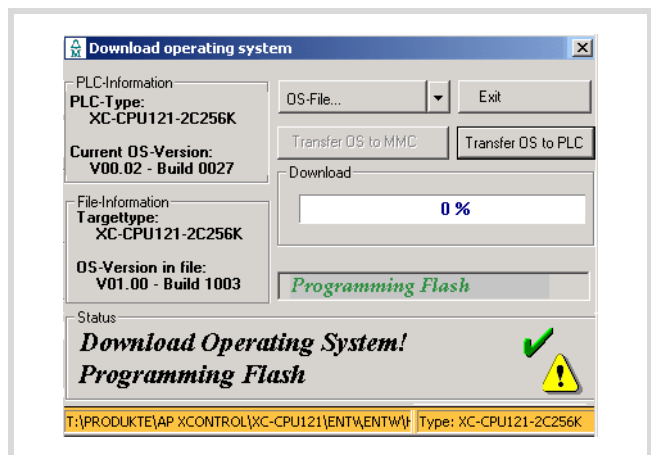 Download operating system
PLC-Information
PLC-Type:
XC-CPU121-2C256K
Current OS-Version:
V00.02 - Build 0027
OS-File...
Exit
Transfer OS to MMC
Transfer OS to PLC
Download
0 %
File-Information
Targettype:
XC-CPU121-2C256K
OS-Version in file:
V01.00 - Build 1003
Programming Flash
Status
Download Operating System!
Programming Flash
T:\PRODUKTE\AP XCONTROL\XC-CPU121\ENTW\ENTW\
Type: XC-CPU121-2C256K